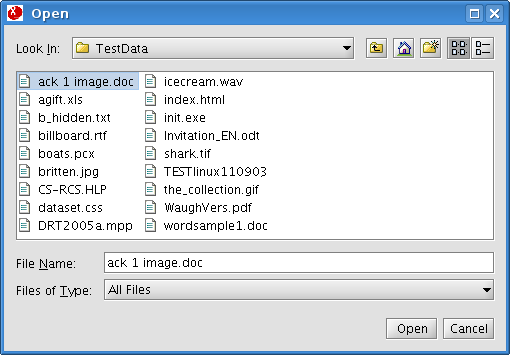 Open
Look In: TestData
ack 1 image.doc
agift.xls
b_hidden.txt
billboard.rtf
boats.pcx
britten.jpg
CS-RCS.HLP
dataset.css
DRT2005a.mpp
icecream.wav
index.html
init.exe
Invitation_EN.odt
shark.tif
TESTlinux110903
the_collection.gif
WaughVers.pdf
wordsample1.doc
File Name: ack 1 image.doc
Files of Type: All Files
Open Cancel